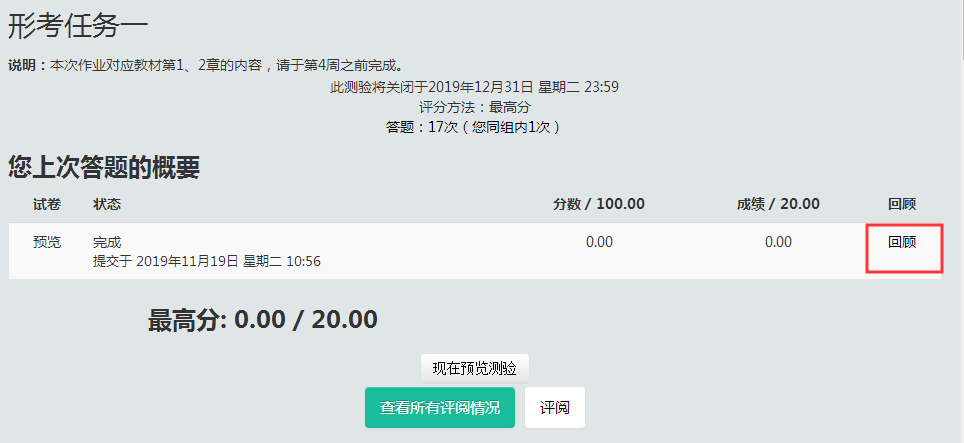 形考任务一
说明：本次作业对应教材第1、2章的内容，请于第4周之前完成。
此测验将关闭于2019年12月31日 星期二 23:59
评分方法：最高分
答题：17次（您同组内1次）
您上次答题的概要
试卷 状态 分数 / 100.00 成绩 / 20.00 回顾
预览 完成 0.00 0.00 回顾
提交于 2019年11月19日 星期二 10:56
最高分: 0.00 / 20.00
现在预览测验
查看所有评阅情况 评阅